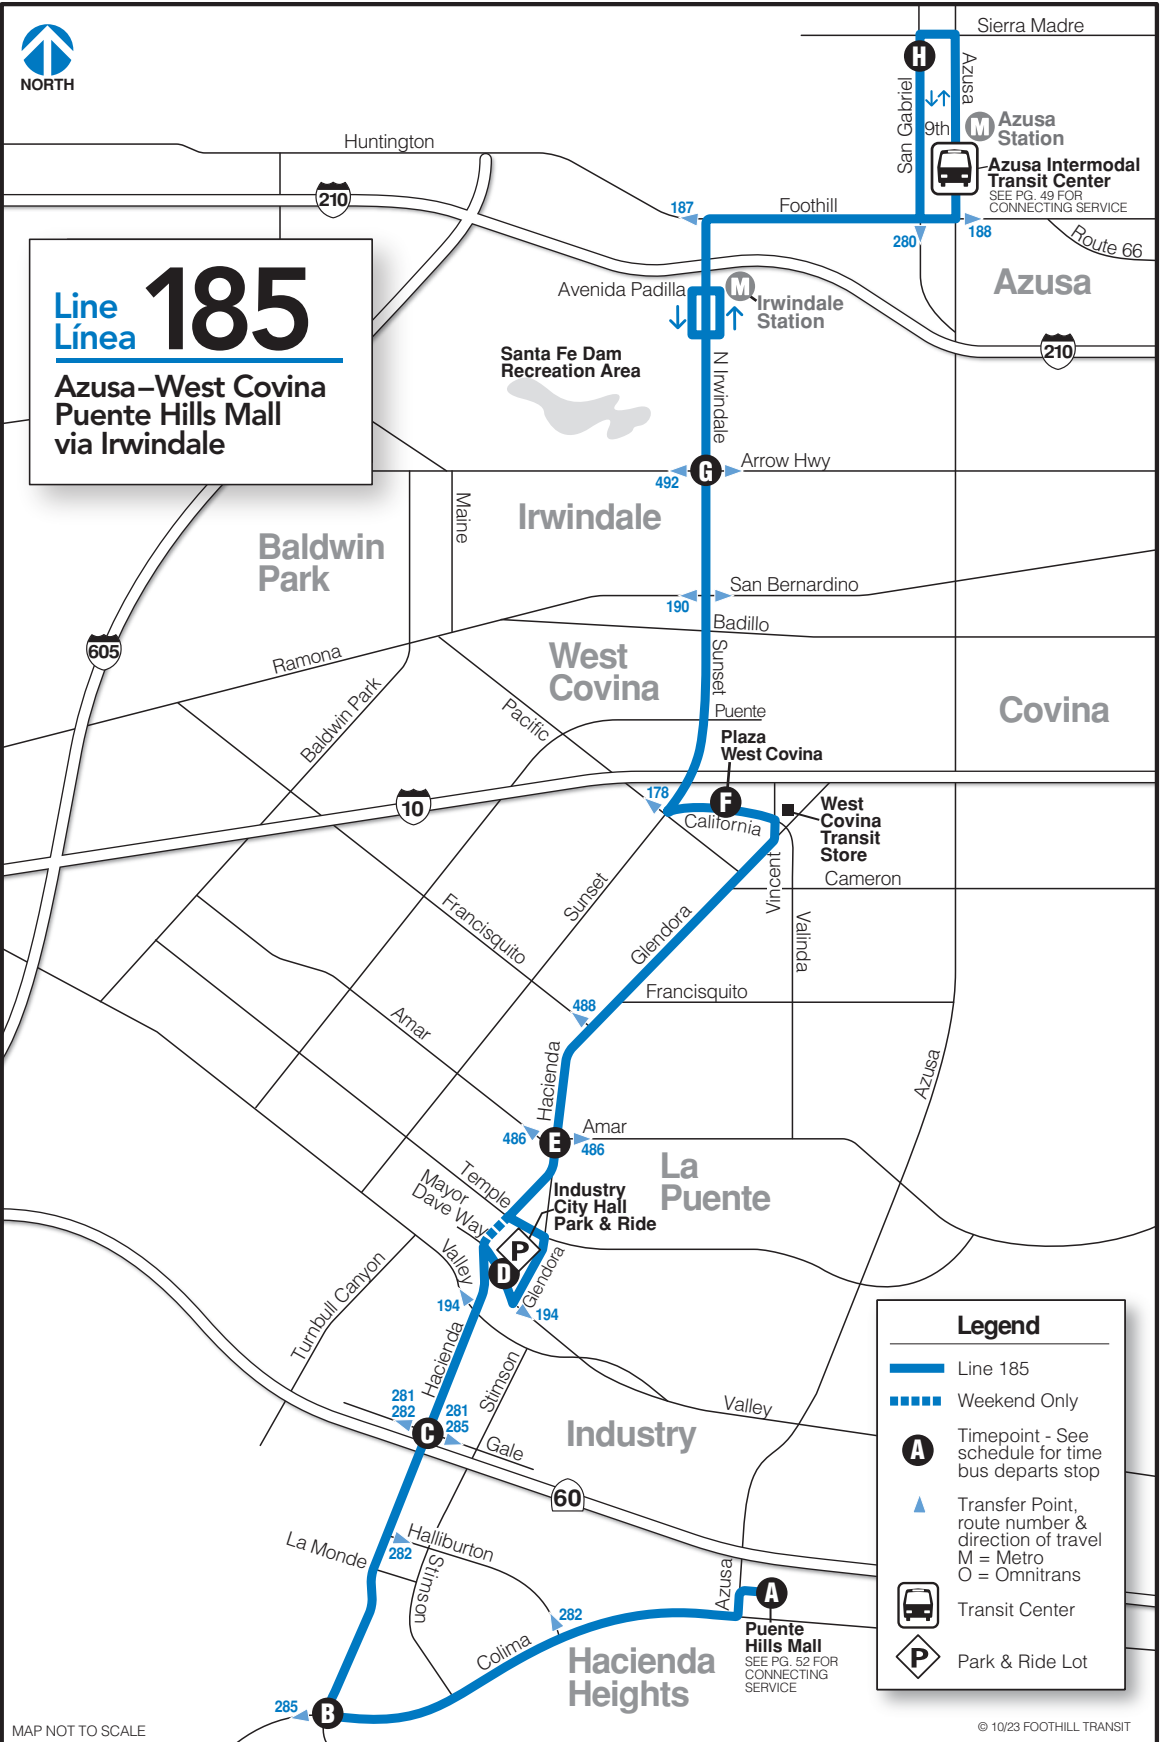 Sierra Madre
NORTH
H
San Gabriel
Azusa
9th
M
Azusa
Station
Huntington
Azusa Intermodal
Transit Center
SEE PG. 49 FOR
CONNECTING SERVICE
210
187
Foothill
280
188
Route 66
Azusa
Line
Línea
185
Azusa–West Covina
Puente Hills Mall
via Irwindale
Avenida Padilla
M
Irwindale
Station
210
Santa Fe Dam
Recreation Area
N Irwindale
G
Arrow Hwy
492
Maine
Irwindale
Baldwin
Park
San Bernardino
190
Badillo
605
Ramona
West
Covina
Sunset
Covina
Baldwin Park
Pacific
Puente
Plaza
West Covina
178
F
10
California
West
Covina
Transit
Store
Vincent
Cameron
Sunset
Francisquito
Glendora
Valinda
Francisquito
488
Amar
Hacienda
Azusa
486
E
Amar
486
La
Puente
Temple
Mayor
Dave Way
Industry
City Hall
Park & Ride
P
D
Valley
Glendora
194
194
Turnbull Canyon
Hacienda
Stimson
281
282
281
285
C
Gale
Valley
Industry
60
La Monde
Halliburton
282
Stimson
Azusa
A
Puente
Hills Mall
SEE PG. 52 FOR
CONNECTING
SERVICE
282
Colima
Hacienda
Heights
285
B
Legend
Line 185
Weekend Only
A
Timepoint - See
schedule for time
bus departs stop
Transfer Point,
route number &
direction of travel
M = Metro
O = Omnitrans
Transit Center
P
Park & Ride Lot
MAP NOT TO SCALE
© 10/23 FOOTHILL TRANSIT